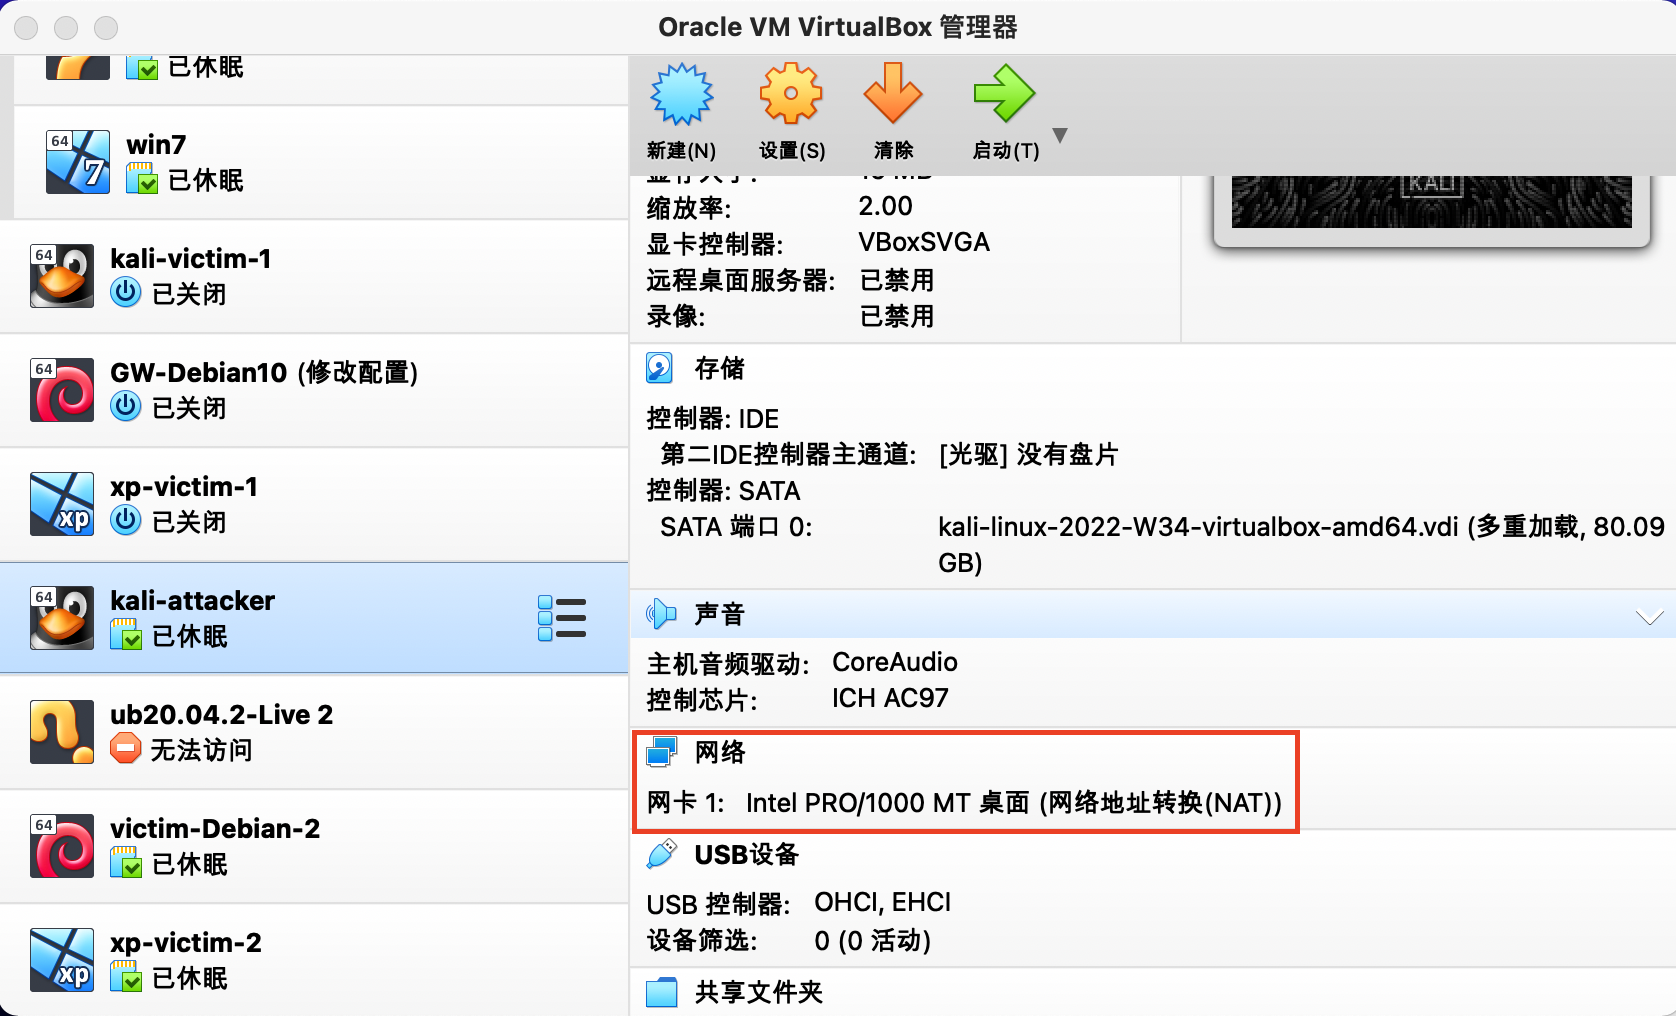 Oracle VM VirtualBox 管理器
已休眠
64
7
win7
已休眠
64
kali-victim-1
已关闭
64
GW-Debian10 (修改配置)
已关闭
xp
xp-victim-1
已关闭
64
kali-attacker
已休眠
ub20.04.2-Live 2
无法访问
64
victim-Debian-2
已休眠
xp
xp-victim-2
已休眠
新建(N)
设置(S)
清除
启动(T)
KALI
缩放率: 2.00
显卡控制器: VBoxSVGA
远程桌面服务器: 已禁用
录像: 已禁用
存储
控制器: IDE
第二IDE控制器主通道: [光驱] 没有盘片
控制器: SATA
SATA 端口 0: kali-linux-2022-W34-virtualbox-amd64.vdi (多重加载, 80.09
GB)
声音
主机音频驱动: CoreAudio
控制芯片: ICH AC97
网络
网卡 1: Intel PRO/1000 MT 桌面 (网络地址转换(NAT))
USB设备
USB 控制器: OHCI, EHCI
设备筛选: 0 (0 活动)
共享文件夹